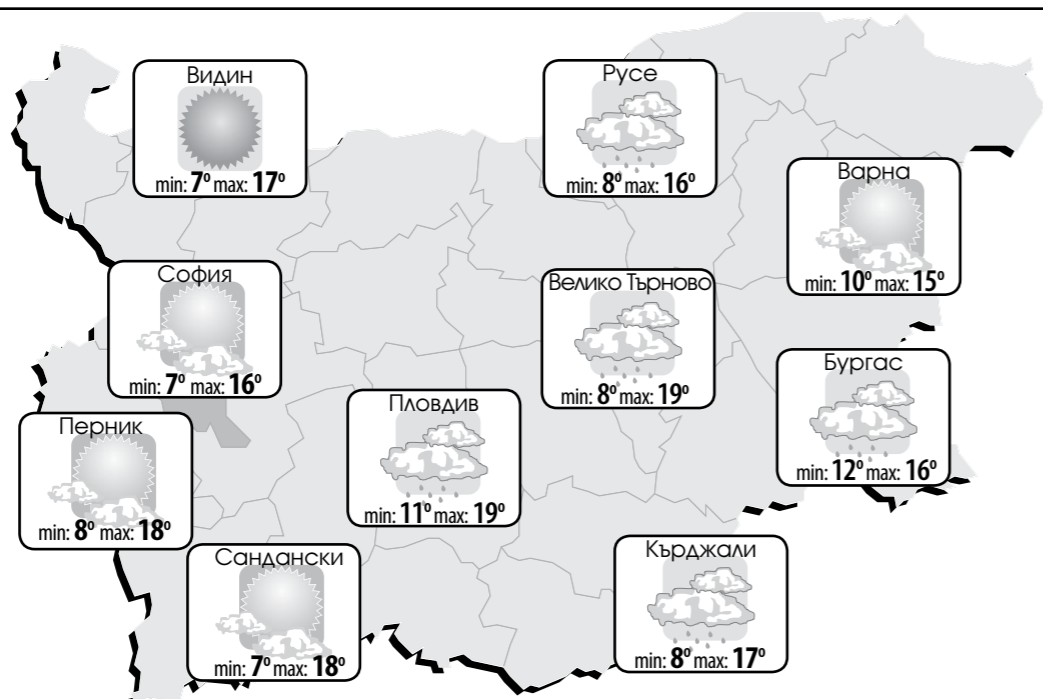 Видин
min: 7° max: 17°
Русе
min: 8° max: 16°
Варна
min: 10° max: 15°
София
min: 7° max: 16°
Велико Търново
min: 8° max: 19°
Бургас
min: 12° max: 16°
Пловдив
min: 11° max: 19°
Перник
min: 8° max: 18°
Сандански
min: 7° max: 18°
Кърджали
min: 8° max: 17°